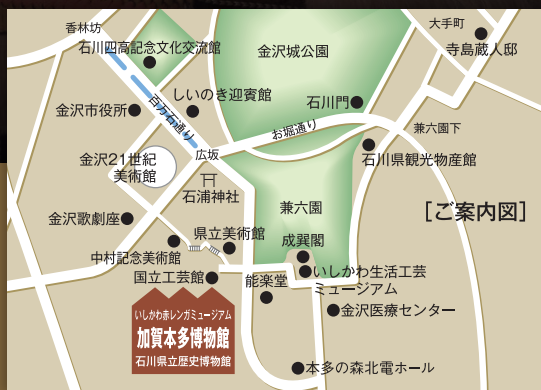 香林坊
大手町
石川四高記念文化交流館
金沢城公園
寺島蔵人邸
しいのき迎賓館
石川門
金沢市役所
百万石通り
お堀通り
兼六園下
広坂
金沢21世紀
美術館
石川県観光物産館
石浦神社
兼六園
[ご案内図]
金沢歌劇座
県立美術館
成巽閣
中村記念美術館
国立工芸館
能楽堂
いしかわ生活工芸
ミュージアム
いしかわ赤レンガミュージアム
加賀本多博物館
石川県立歴史博物館
金沢医療センター
本多の森北電ホール